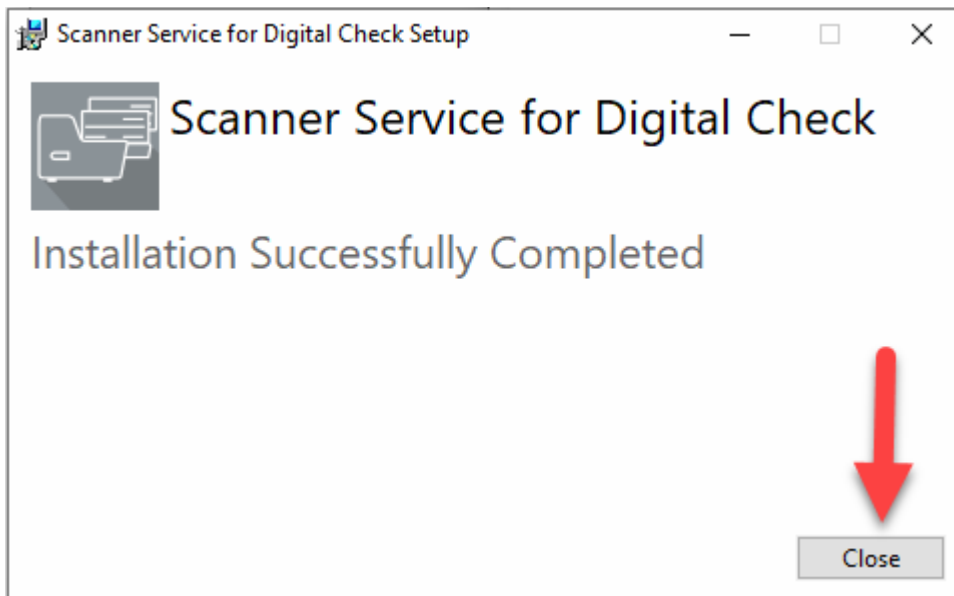 Scanner Service for Digital Check Setup
Scanner Service for Digital Check
Installation Successfully Completed
Close